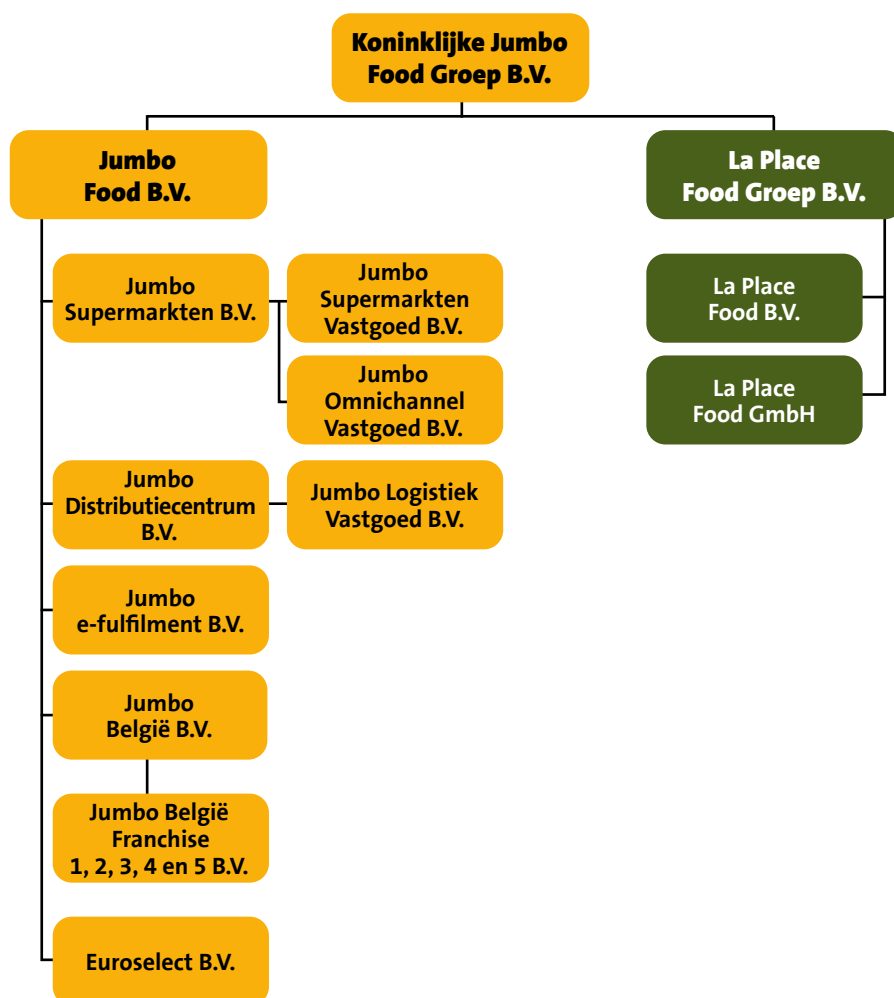 Koninklijke Jumbo
Food Groep B.V.
Jumbo
Food B.V.
La Place
Food Groep B.V.
Jumbo
Supermarkten B.V.
Jumbo
Supermarkten
Vastgoed B.V.
Jumbo
Omnichannel
Vastgoed B.V.
Jumbo
Distributiecentrum
B.V.
Jumbo Logistiek
Vastgoed B.V.
Jumbo
e-fulfilment B.V.
Jumbo
België B.V.
Jumbo België
Franchise
1, 2, 3, 4 en 5 B.V.
Euroselect B.V.
La Place
Food B.V.
La Place
Food GmbH